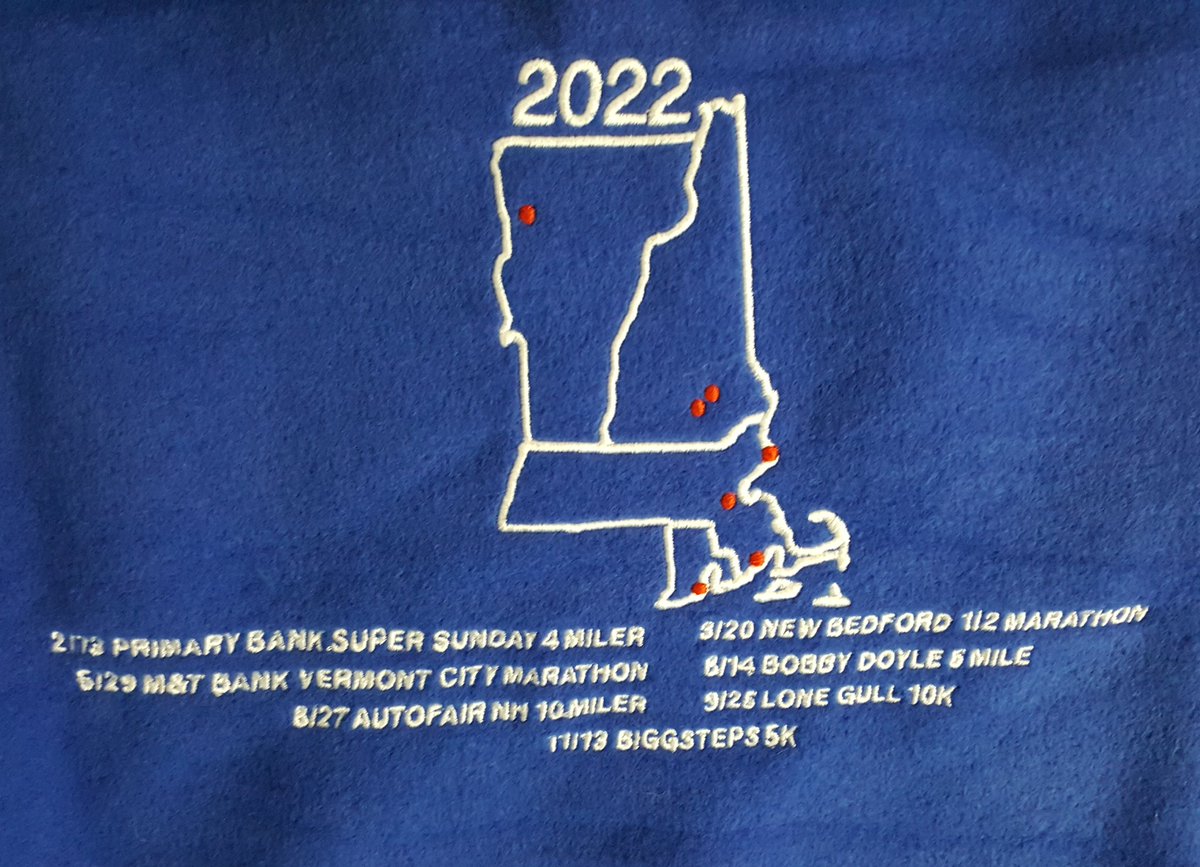 2022
2/13 PRIMARY BANK SUPER SUNDAY 4 MILER
3/20 NEW BEDFORD 1/2 MARATHON
5/29 M&T BANK VERMONT CITY MARATHON
8/14 BOBBY DOYLE 5 MILE
8/27 AUTOFAIR NH 10 MILER
9/25 LONE GULL 10K
11/13 BIGGSTEPS 5K